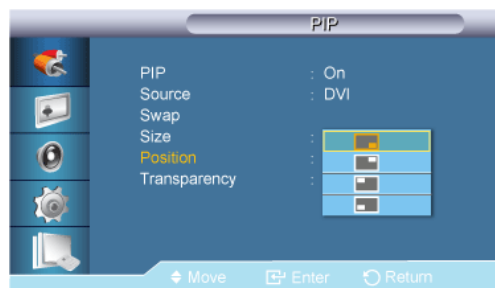 PIP
PIP : On
Source : DVI
Swap
Size :
Position :
Transparency :
Move Enter Return